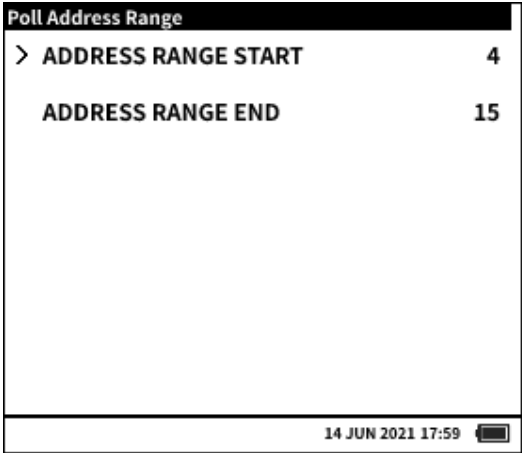 Poll Address Range
> ADDRESS RANGE START 4
ADDRESS RANGE END 15
14 JUN 2021 17:59